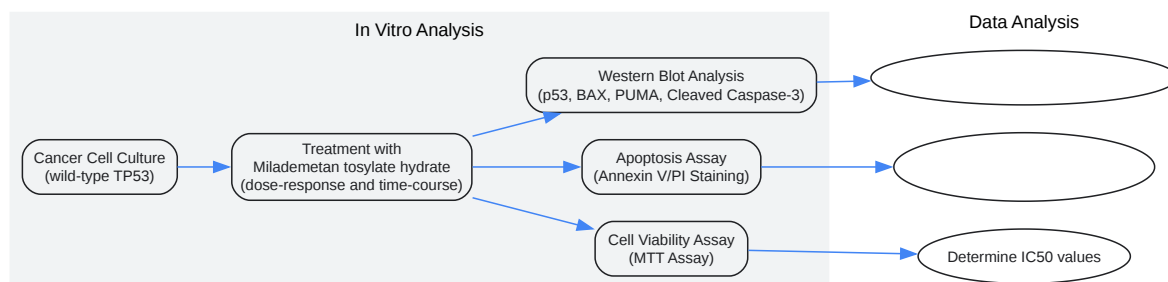 In Vitro Analysis
Data Analysis
Western Blot Analysis
(p53, BAX, PUMA, Cleaved Caspase-3)
Cancer Cell Culture
(wild-type TP53)
Treatment with
Milademetan tosylate hydrate
(dose-response and time-course)
Apoptosis Assay
(Annexin V/PI Staining)
Cell Viability Assay
(MTT Assay)
Determine IC50 values